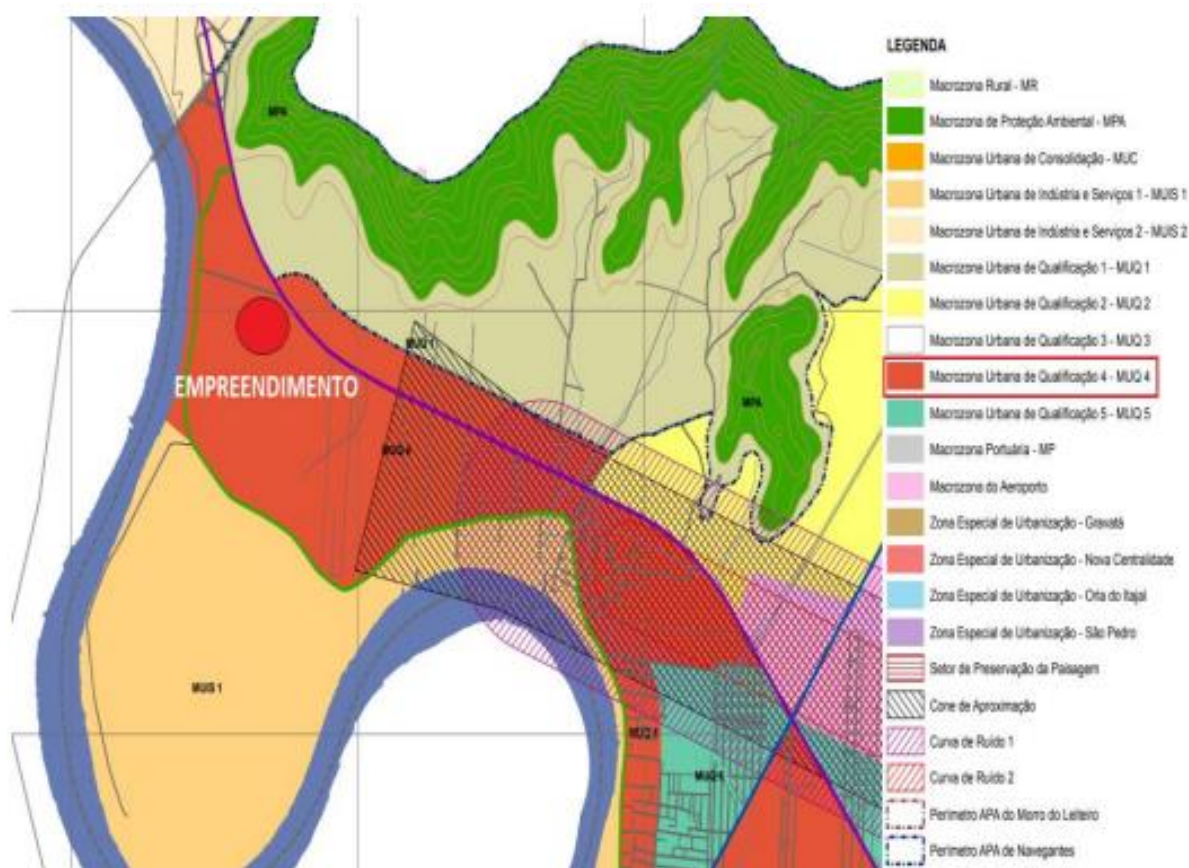 MPA
EMPREENDIMENTO
MUQ 1
MPA
MUQ 4
MUIS 1
MUQ 4
MUQ 5
LEGENDA
Macrozona Rural - MR
Macrozona de Proteção Ambiental - MPA
Macrozona Urbana de Consolidação - MUC
Macrozona Urbana de Indústria e Serviços 1 - MUIS 1
Macrozona Urbana de Indústria e Serviços 2 - MUIS 2
Macrozona Urbana de Qualificação 1 - MUQ 1
Macrozona Urbana de Qualificação 2 - MUQ 2
Macrozona Urbana de Qualificação 3 - MUQ 3
Macrozona Urbana de Qualificação 4 - MUQ 4
Macrozona Urbana de Qualificação 5 - MUQ 5
Macrozona Portuária - MP
Macrozona do Aeroporto
Zona Especial de Urbanização - Gravatá
Zona Especial de Urbanização - Nova Centralidade
Zona Especial de Urbanização - Orla do Itajaí
Zona Especial de Urbanização - São Pedro
Setor de Preservação da Paisagem
Cone de Aproximação
Curva de Ruído 1
Curva de Ruído 2
Perímetro APA do Morro do Leiteiro
Perímetro APA de Navegantes